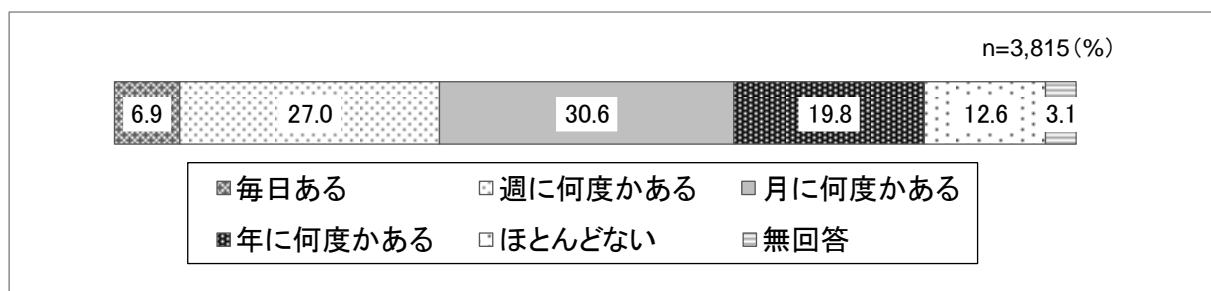 n=3,815(%)
6.9 27.0 30.6 19.8 12.6 3.1
毎日ある 週に何度かある 月に何度かある
年に何度かある ほとんどない 無回答